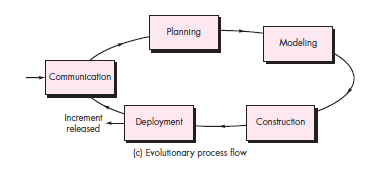 Planning
Modeling
Communication
Increment
released
Deployment
Construction
(c) Evolutionary process flow